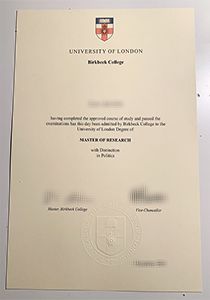 UNIVERSITY OF LONDON
Birkbeck College
having completed the approved course of study and passed the
examinations has this day been admitted by Birkbeck College to the
University of London Degree of
MASTER OF RESEARCH
with Distinction
in Politics
Master Birkbeck College
Vice-Chancellor